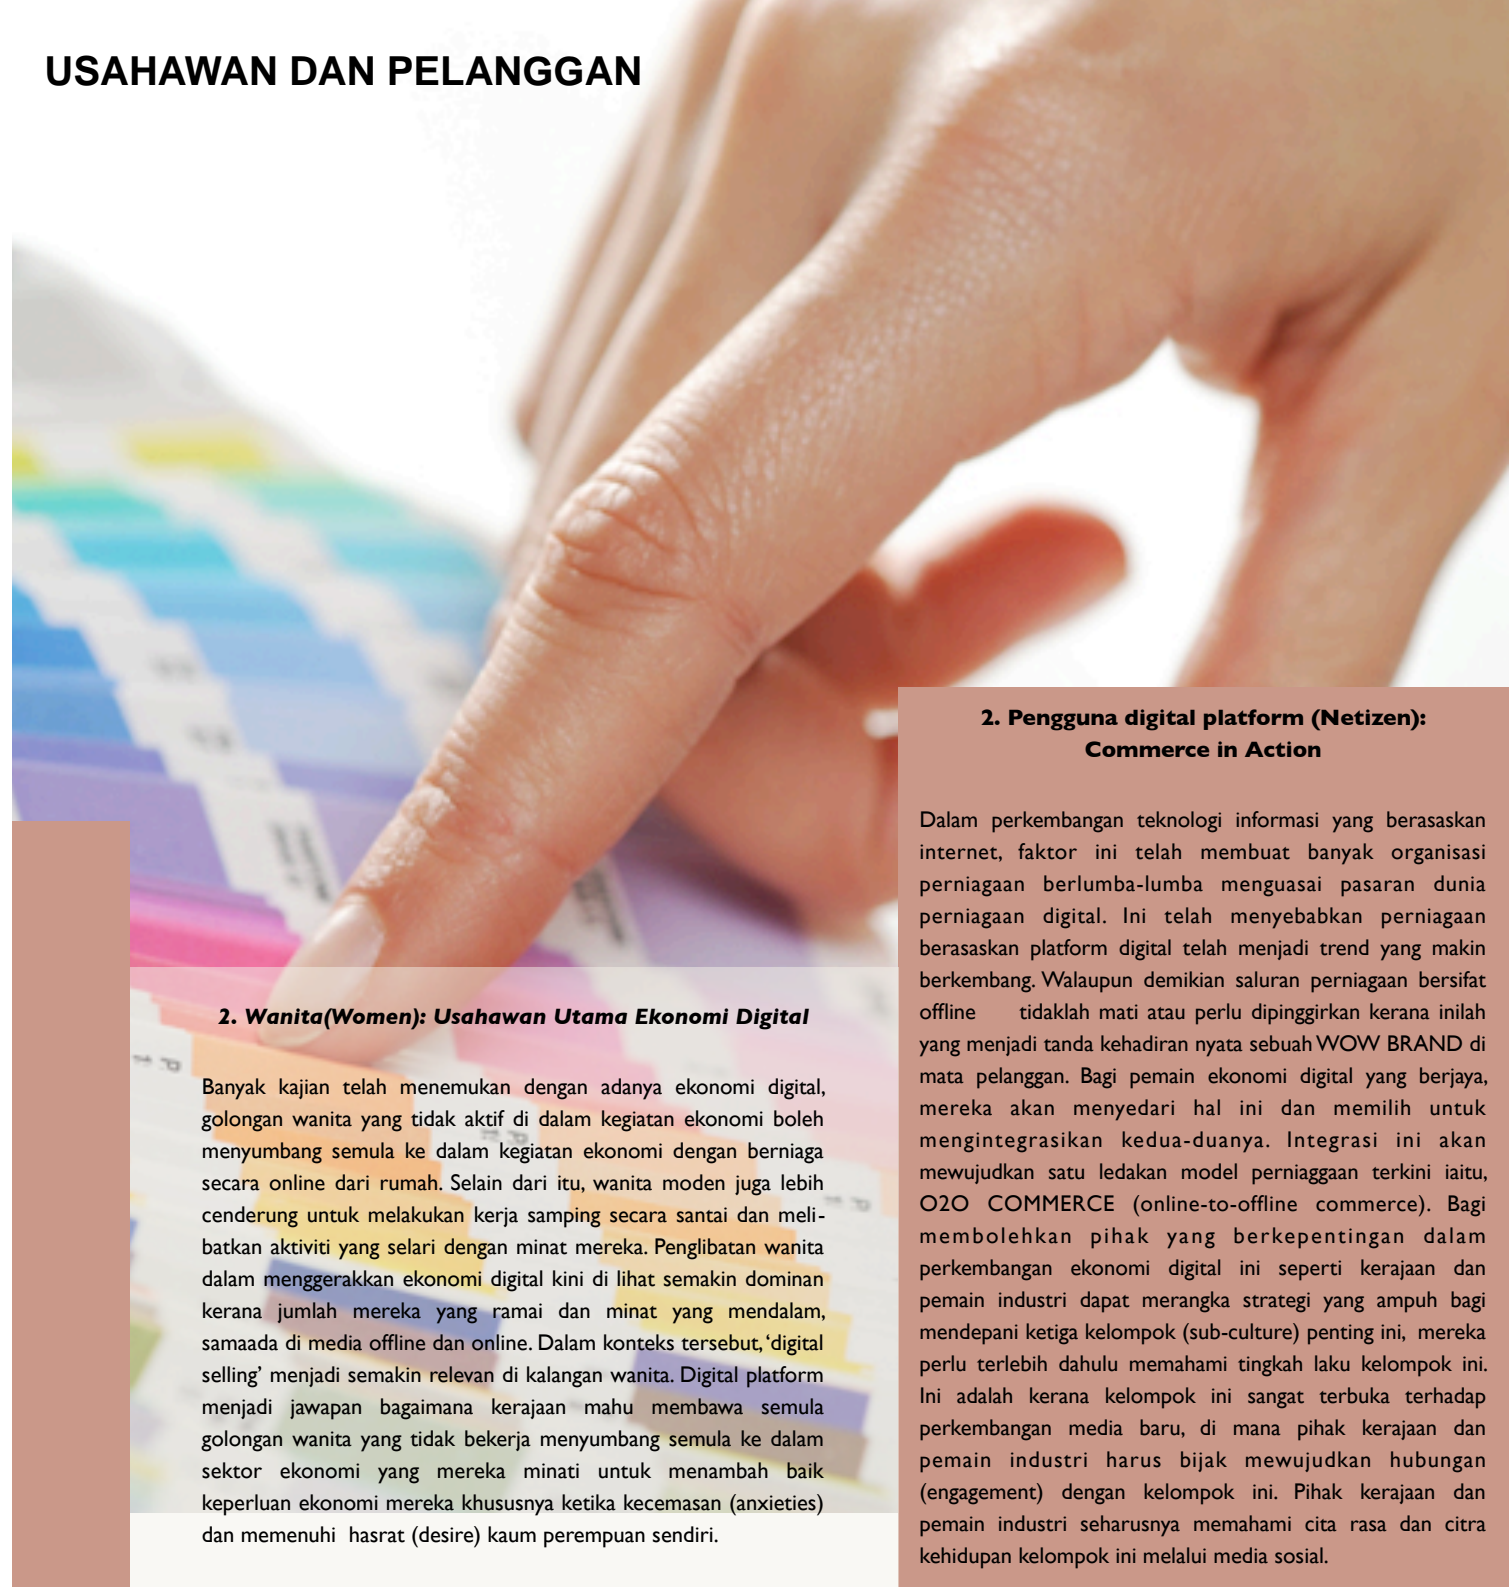 USAHAWAN DAN PELANGGAN
2. Wanita(Women): Usahawan Utama Ekonomi Digital
Banyak kajian telah menemukan dengan adanya ekonomi digital,
golongan wanita yang tidak aktif di dalam kegiatan ekonomi boleh
menyumbang semula ke dalam kegiatan ekonomi dengan berniaga
secara online dari rumah. Selain dari itu, wanita moden juga lebih
cenderung untuk melakukan kerja samping secara santai dan meli-
batkan aktiviti yang selari dengan minat mereka. Penglibatan wanita
dalam menggerakkan ekonomi digital kini di lihat semakin dominan
kerana jumlah mereka yang ramai dan minat yang mendalam,
samaada di media offline dan online. Dalam konteks tersebut, ‘digital
selling’ menjadi semakin relevan di kalangan wanita. Digital platform
menjadi jawapan bagaimana kerajaan mahu membawa semula
golongan wanita yang tidak bekerja menyumbang semula ke dalam
sektor ekonomi yang mereka minati untuk menambah baik
keperluan ekonomi mereka khususnya ketika kecemasan (anxieties)
dan memenuhi hasrat (desire) kaum perempuan sendiri.
2. Pengguna digital platform (Netizen):
Commerce in Action
Dalam perkembangan teknologi informasi yang berasaskan
internet, faktor ini telah membuat banyak organisasi
perniagaan berlumba-lumba menguasai pasaran dunia
perniagaan digital. Ini telah menyebabkan perniagaan
berasaskan platform digital telah menjadi trend yang makin
berkembang. Walaupun demikian saluran perniagaan bersifat
offline tidaklah mati atau perlu dipinggirkan kerana inilah
yang menjadi tanda kehadiran nyata sebuah WOW BRAND di
mata pelanggan. Bagi pemain ekonomi digital yang berjaya,
mereka akan menyedari hal ini dan memilih untuk
mengintegrasikan kedua-duanya. Integrasi ini akan
mewujudkan satu ledakan model perniaggaan terkini iaitu,
O2O COMMERCE (online-to-offline commerce). Bagi
membolehkan pihak yang berkepentingan dalam
perkembangan ekonomi digital ini seperti kerajaan dan
pemain industri dapat merangka strategi yang ampuh bagi
mendepani ketiga kelompok (sub-culture) penting ini, mereka
perlu terlebih dahulu memahami tingkah laku kelompok ini.
Ini adalah kerana kelompok ini sangat terbuka terhadap
perkembangan media baru, di mana pihak kerajaan dan
pemain industri harus bijak mewujudkan hubungan
(engagement) dengan kelompok ini. Pihak kerajaan dan
pemain industri seharusnya memahami cita rasa dan citra
kehidupan kelompok ini melalui media sosial.